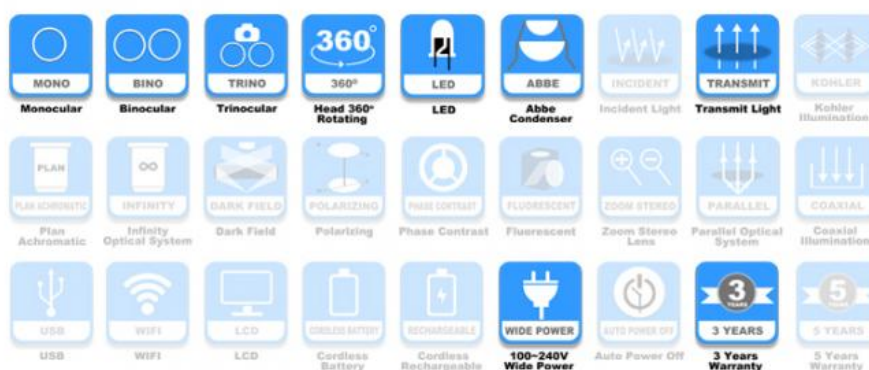 MONO BINO TRINO 360° 360° LED ABBE INCIDENT TRANSMIT KOHLER
Monocular Binocular Trinocular Head 360° Rotating LED Abbe Condenser Incident Light Transmit Light Kohler Illumination
PLAN ∞
PLAN ACHROMATIC INFINITY DARK FIELD POLARIZING PHASE CONTRAST FLUORESCENT ZOOM STEREO PARALLEL COAXIAL
Plan Achromatic Infinity Optical System Dark Field Polarizing Phase Contrast Fluorescent Zoom Stereo Lens Parallel Optical System Coaxial Illumination
3 YEARS 5 YEARS
USB WIFI LCD CORDLESS BATTERY RECHARGEABLE WIDE POWER AUTO POWER OFF 3 YEARS 5 YEARS
USB WIFI LCD Cordless Battery Cordless Rechargeable 100~240V Wide Power Auto Power Off 3 Years Warranty 5 Years Warranty